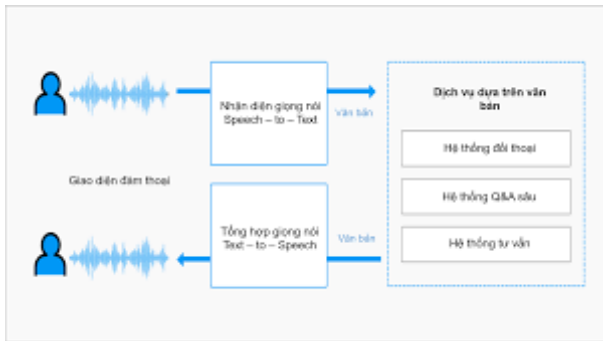 Nhận diện giọng nói
Speech – to – Text
Văn bản
Dịch vụ dựa trên văn
bản
Hệ thống đối thoại
Giao diện đàm thoại
Hệ thống Q&A sâu
Tổng hợp giọng nói
Text – to – Speech
Văn bản
Hệ thống tư vấn